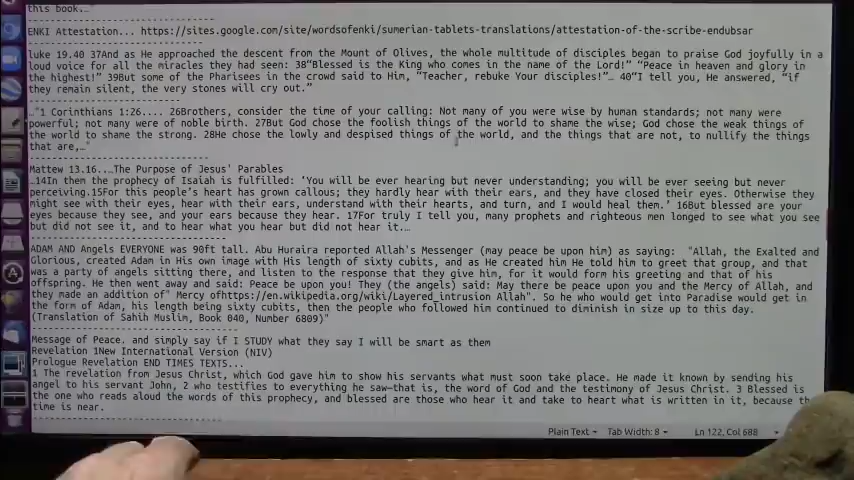 this book.."
----------------------------------------
ENKI Attestation... https://sites.google.com/site/wordsofenki/sumerian-tablets-translations/attestation-of-the-scribe-endubsar
----------------------------------------
luke 19.40 37And as He approached the descent from the Mount of Olives, the whole multitude of disciples began to praise God joyfully in a
loud voice for all the miracles they had seen: 38“Blessed is the King who comes in the name of the Lord!” “Peace in heaven and glory in
the highest!” 39But some of the Pharisees in the crowd said to Him, “Teacher, rebuke Your disciples!”… 40“I tell you, He answered, “if
they remain silent, the very stones will cry out.”
--------------------------------
…"1 Corinthians 1:26.... 26Brothers, consider the time of your calling: Not many of you were wise by human standards; not many were
powerful; not many were of noble birth. 27But God chose the foolish things of the world to shame the wise; God chose the weak things of
the world to shame the strong. 28He chose the lowly and despised things of the world, and the things that are not, to nullify the things
that are,…"
--------------------------------------
Mattew 13.16...The Purpose of Jesus' Parables
…14In them the prophecy of Isaiah is fulfilled: ‘You will be ever hearing but never understanding; you will be ever seeing but never
perceiving.15For this people’s heart has grown callous; they hardly hear with their ears, and they have closed their eyes. Otherwise they
might see with their eyes, hear with their ears, understand with their hearts, and turn, and I would heal them.’ 16But blessed are your
eyes because they see, and your ears because they hear. 17For truly I tell you, many prophets and righteous men longed to see what you see
but did not see it, and to hear what you hear but did not hear it.…
------------------------------------------
ADAM AND Angels EVERYONE was 90ft tall. Abu Huraira reported Allah's Messenger (may peace be upon him) as saying:  "Allah, the Exalted and
Glorious, created Adam in His own image with His length of sixty cubits, and as He created Him He told him to greet that group, and that
was a party of angels sitting there, and listen to the response that they give him, for it would form his greeting and that of his
offspring. He then went away and said: Peace be upon you! They (the angels) said: May there be peace upon you and the Mercy of Allah, and
they made an addition of" Mercy ofhttps://en.wikipedia.org/wiki/Layered_intrusion Allah". So he who would get into Paradise would get in
the form of Adam, his length being sixty cubits, then the people who followed him continued to diminish in size up to this day.
(Translation of Sahih Muslim, Book 040, Number 6809)"
--------------------------------------------
Message of Peace. and simply say if I STUDY what they say I will be smart as them
Revelation 1New International Version (NIV)
Prologue Revelation END TIMES TEXTS...
1 The revelation from Jesus Christ, which God gave him to show his servants what must soon take place. He made it known by sending his
angel to his servant John, 2 who testifies to everything he saw—that is, the word of God and the testimony of Jesus Christ. 3 Blessed is
the one who reads aloud the words of this prophecy, and blessed are those who hear it and take to heart what is written in it, because the
time is near.
----------------------------------------
Plain Text Tab Width: 8 Ln 122, Col 688